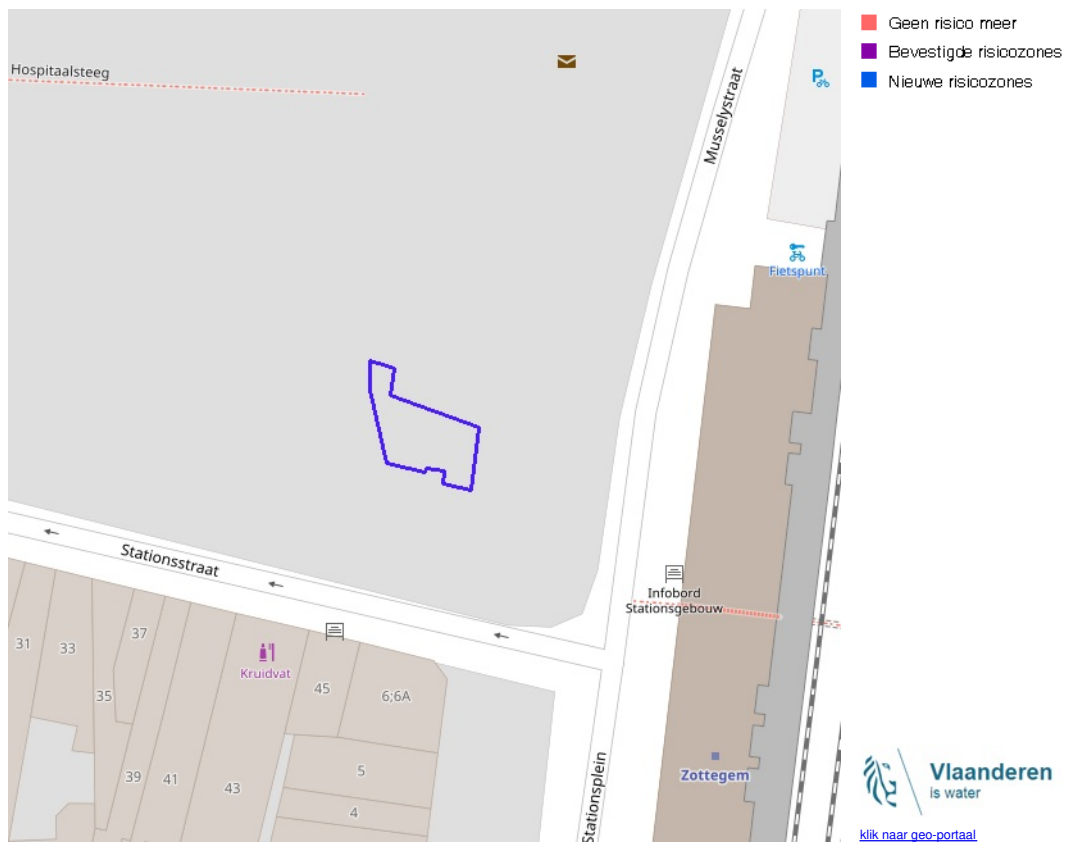 Geen risico meer
Bevestigde risicozones
Nieuwe risicozones
Hospitaalsteeg
Musselystraat
P
Fietspunt
Stationsstraat
Infobord
Stationsgebouw
31
33
37
35
Kruidvat
45
6;6A
39
41
43
5
4
Zottegem
Stationsplein
Vlaanderen
is water
klik naar geo-portaal